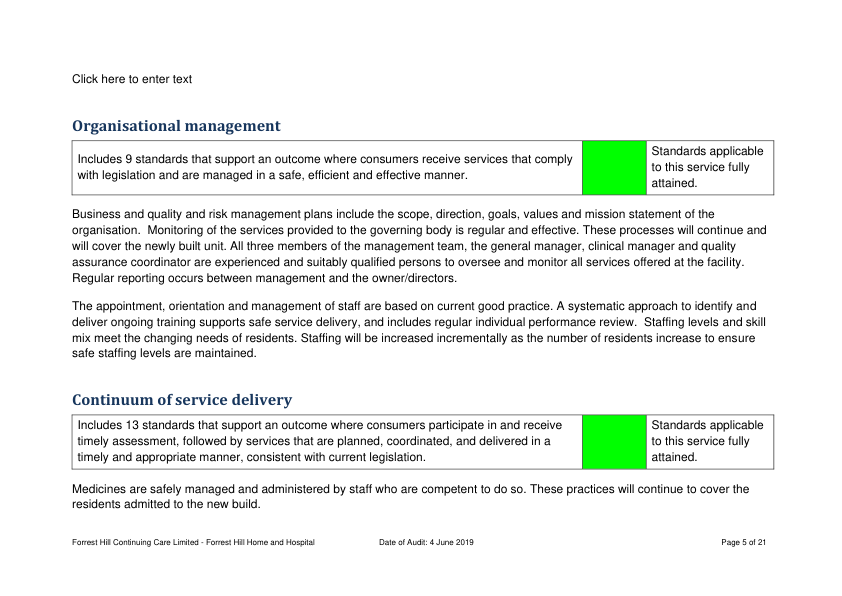 Click here to enter text
Organisational management
Includes 9 standards that support an outcome where consumers receive services that comply
with legislation and are managed in a safe, efficient and effective manner.
Standards applicable
to this service fully
attained.
Business and quality and risk management plans include the scope, direction, goals, values and mission statement of the
organisation.  Monitoring of the services provided to the governing body is regular and effective. These processes will continue and
will cover the newly built unit. All three members of the management team, the general manager, clinical manager and quality
assurance coordinator are experienced and suitably qualified persons to oversee and monitor all services offered at the facility.
Regular reporting occurs between management and the owner/directors.
The appointment, orientation and management of staff are based on current good practice. A systematic approach to identify and
deliver ongoing training supports safe service delivery, and includes regular individual performance review.  Staffing levels and skill
mix meet the changing needs of residents. Staffing will be increased incrementally as the number of residents increase to ensure
safe staffing levels are maintained.
Continuum of service delivery
Includes 13 standards that support an outcome where consumers participate in and receive
timely assessment, followed by services that are planned, coordinated, and delivered in a
timely and appropriate manner, consistent with current legislation.
Standards applicable
to this service fully
attained.
Medicines are safely managed and administered by staff who are competent to do so. These practices will continue to cover the
residents admitted to the new build.
Forrest Hill Continuing Care Limited - Forrest Hill Home and Hospital Date of Audit: 4 June 2019 Page 5 of 21